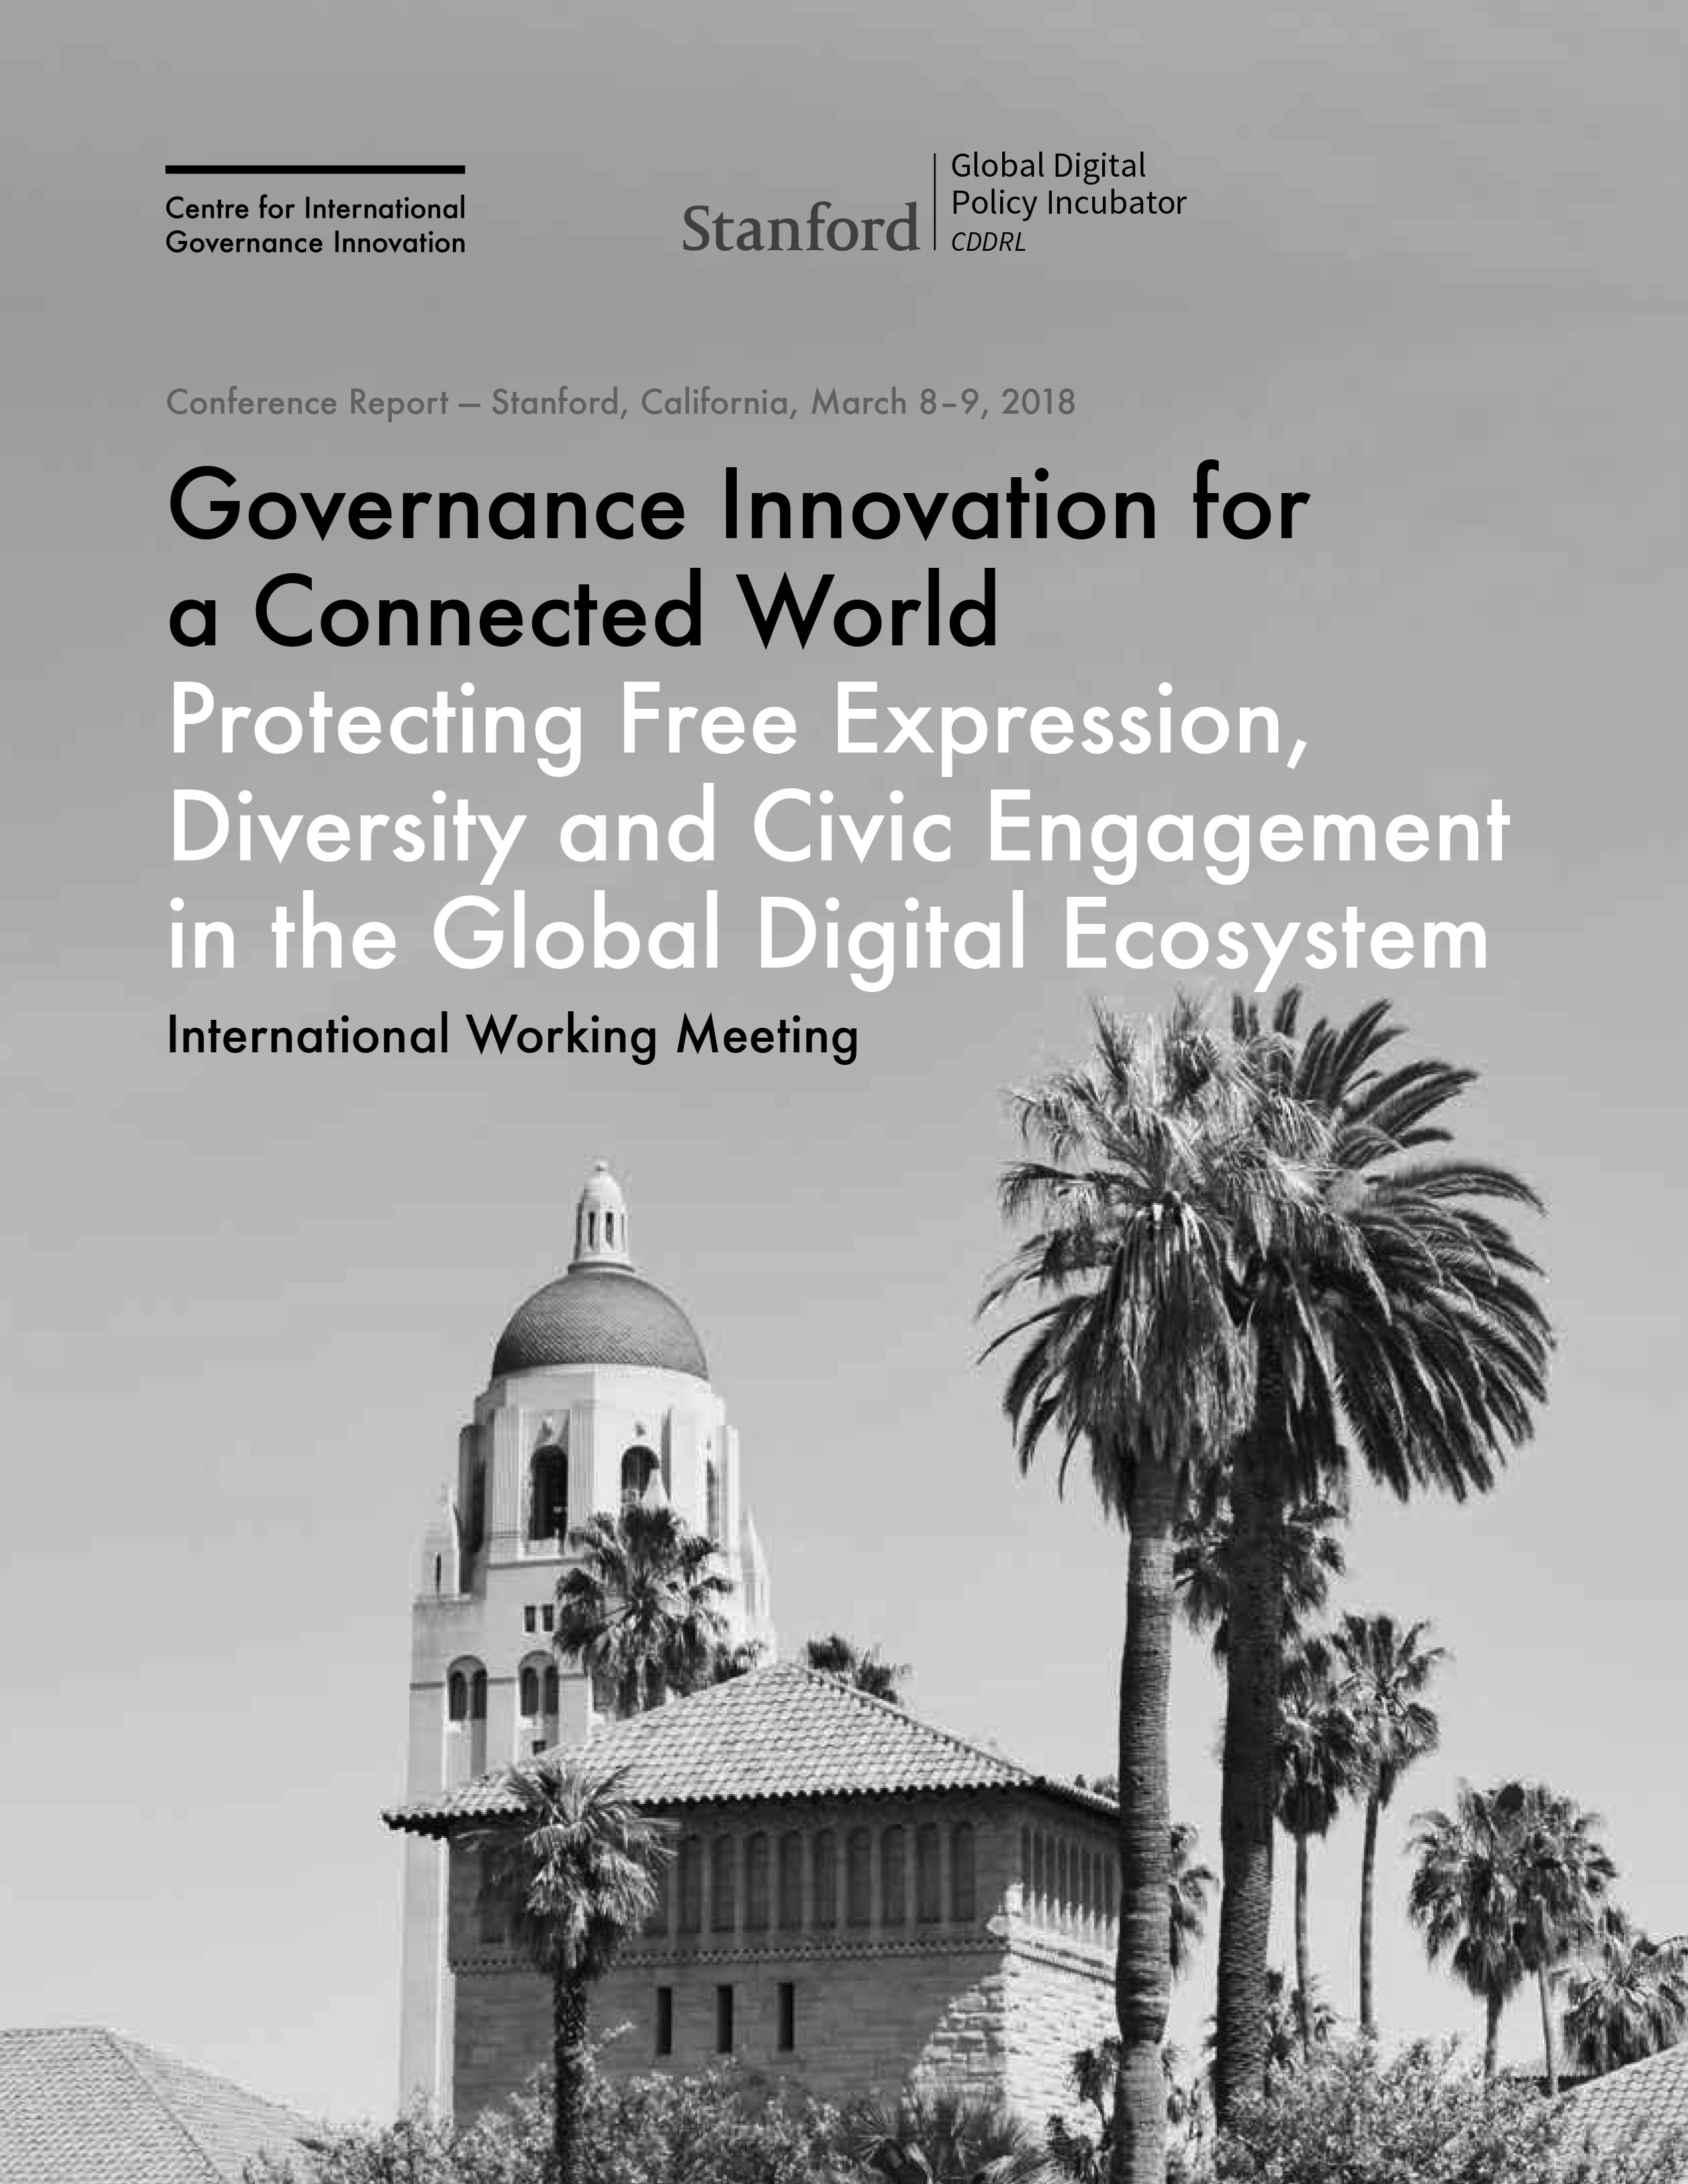 Centre for International
Governance Innovation
Stanford
Global Digital
Policy Incubator
CDDRL
Conference Report — Stanford, California, March 8–9, 2018
Governance Innovation for
a Connected World
Protecting Free Expression,
Diversity and Civic Engagement
in the Global Digital Ecosystem
International Working Meeting